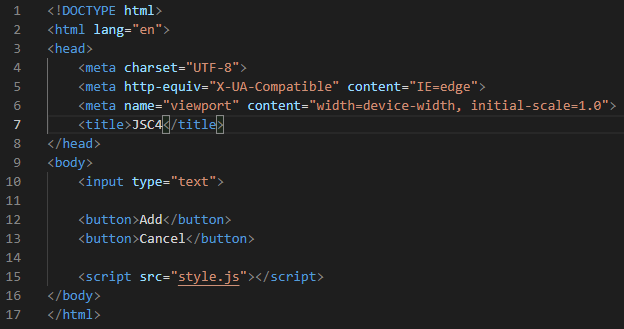 1 <!DOCTYPE html>
2 <html lang="en">
3 <head>
4     <meta charset="UTF-8">
5     <meta http-equiv="X-UA-Compatible" content="IE=edge">
6     <meta name="viewport" content="width=device-width, initial-scale=1.0">
7     <title>JSC4</title>
8 </head>
9 <body>
10     <input type="text">
11
12     <button>Add</button>
13     <button>Cancel</button>
14
15     <script src="style.js"></script>
16 </body>
17 </html>